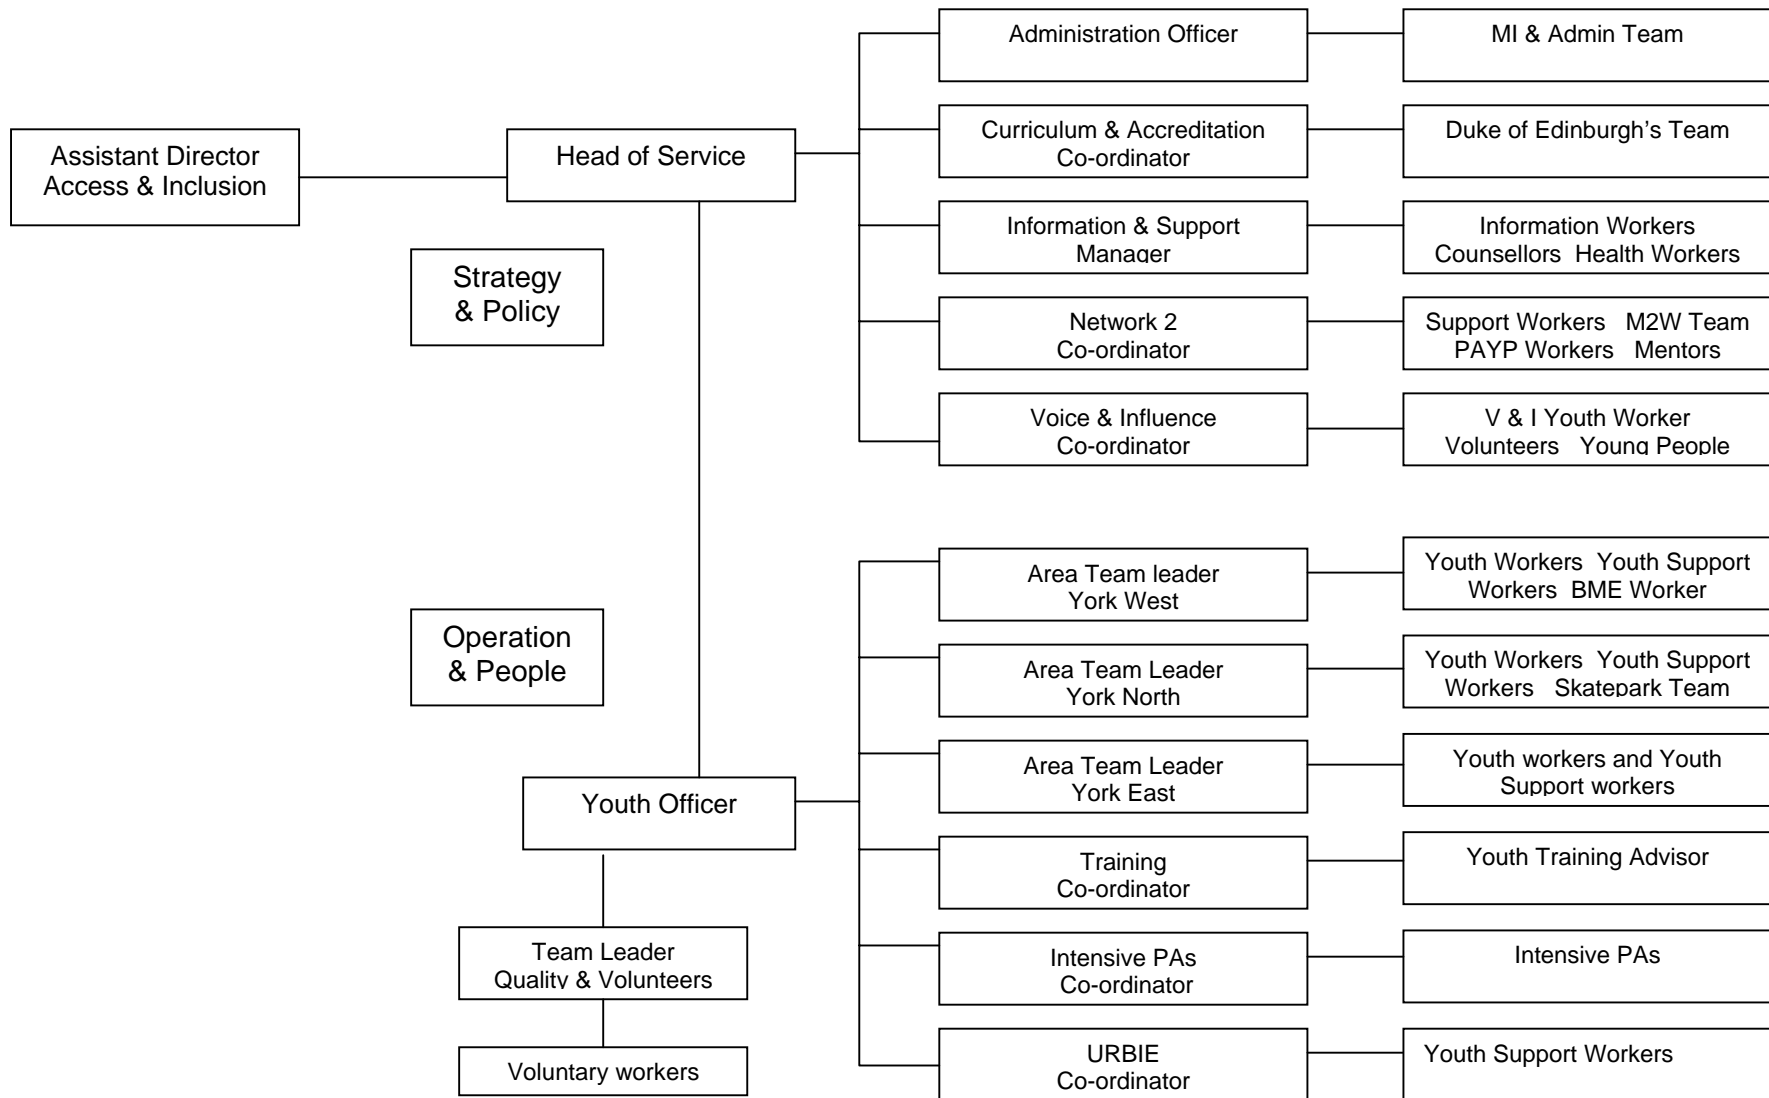 Assistant Director
Access & Inclusion
Head of Service
Strategy
& Policy
Administration Officer
MI & Admin Team
Curriculum & Accreditation
Co-ordinator
Duke of Edinburgh's Team
Information & Support
Manager
Information Workers
Counsellors Health Workers
Network 2
Co-ordinator
Support Workers M2W Team
PAYP Workers Mentors
Voice & Influence
Co-ordinator
V & I Youth Worker
Volunteers Young People
Operation
& People
Youth Officer
Team Leader
Quality & Volunteers
Voluntary workers
Area Team leader
York West
Youth Workers Youth Support
Workers BME Worker
Area Team Leader
York North
Youth Workers Youth Support
Workers Skatepark Team
Area Team Leader
York East
Youth workers and Youth
Support workers
Training
Co-ordinator
Youth Training Advisor
Intensive PAs
Co-ordinator
Intensive PAs
URBIE
Co-ordinator
Youth Support Workers